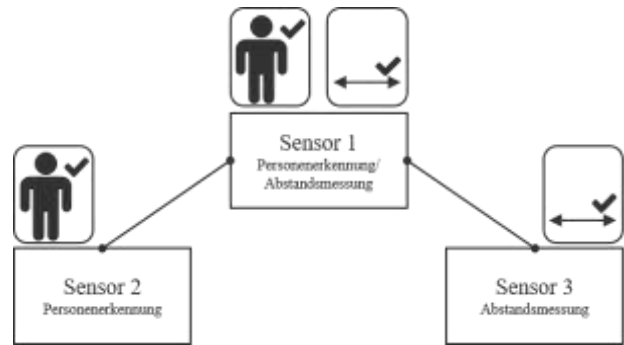 Sensor 1
Personenerkennung/
Abstandsmessung
Sensor 2
Personenerkennung
Sensor 3
Abstandsmessung